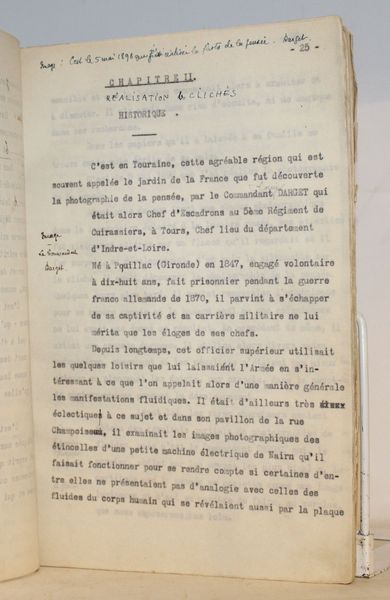 Image : C'est le 5 mai 1896 que fut réalisée la photo de la pensée. Darget.
- 25 -
CHAPITRE II.
RÉALISATION de CLICHÉS
HISTORIQUE .
C'est en Touraine, cette agréable région qui est
souvent appelée le jardin de la France que fut découverte
la photographie de la pensée, par le Commandant DARGET qui
était alors Chef d'Escadrons au 5ème Régiment de
Cuirassiers, à Tours, Chef lieu du département
d'Indre-et-Loire.
Image
Le Commandant
Darget.
Né à Pquillac (Gironde) en 1847, engagé volontaire
à dix-huit ans, fait prisonnier pendant la guerre
franco allemande de 1870, il parvint à s'échapper
de sa captivité et sa carrière militaire ne lui
mérita que les éloges de ses chefs.
Depuis longtemps, cet officier supérieur utilisait
les quelques loisirs que lui laissaient l'Armée en s'in-
téressant à ce que l'on appelait alors d'une manière générale
les manifestations fluidiques. Il était d'ailleurs très
éclectique à ce sujet et dans son pavillon de la rue
Champoiseau, il examinait les images photographiques des
étincelles d'une petite machine électrique de Nairn qu'il
faisait fonctionner pour se rendre compte si certaines d'en-
tre elles ne présentaient pas d'analogie avec celles des
fluides du corps humain qui se révélaient aussi par la plaque